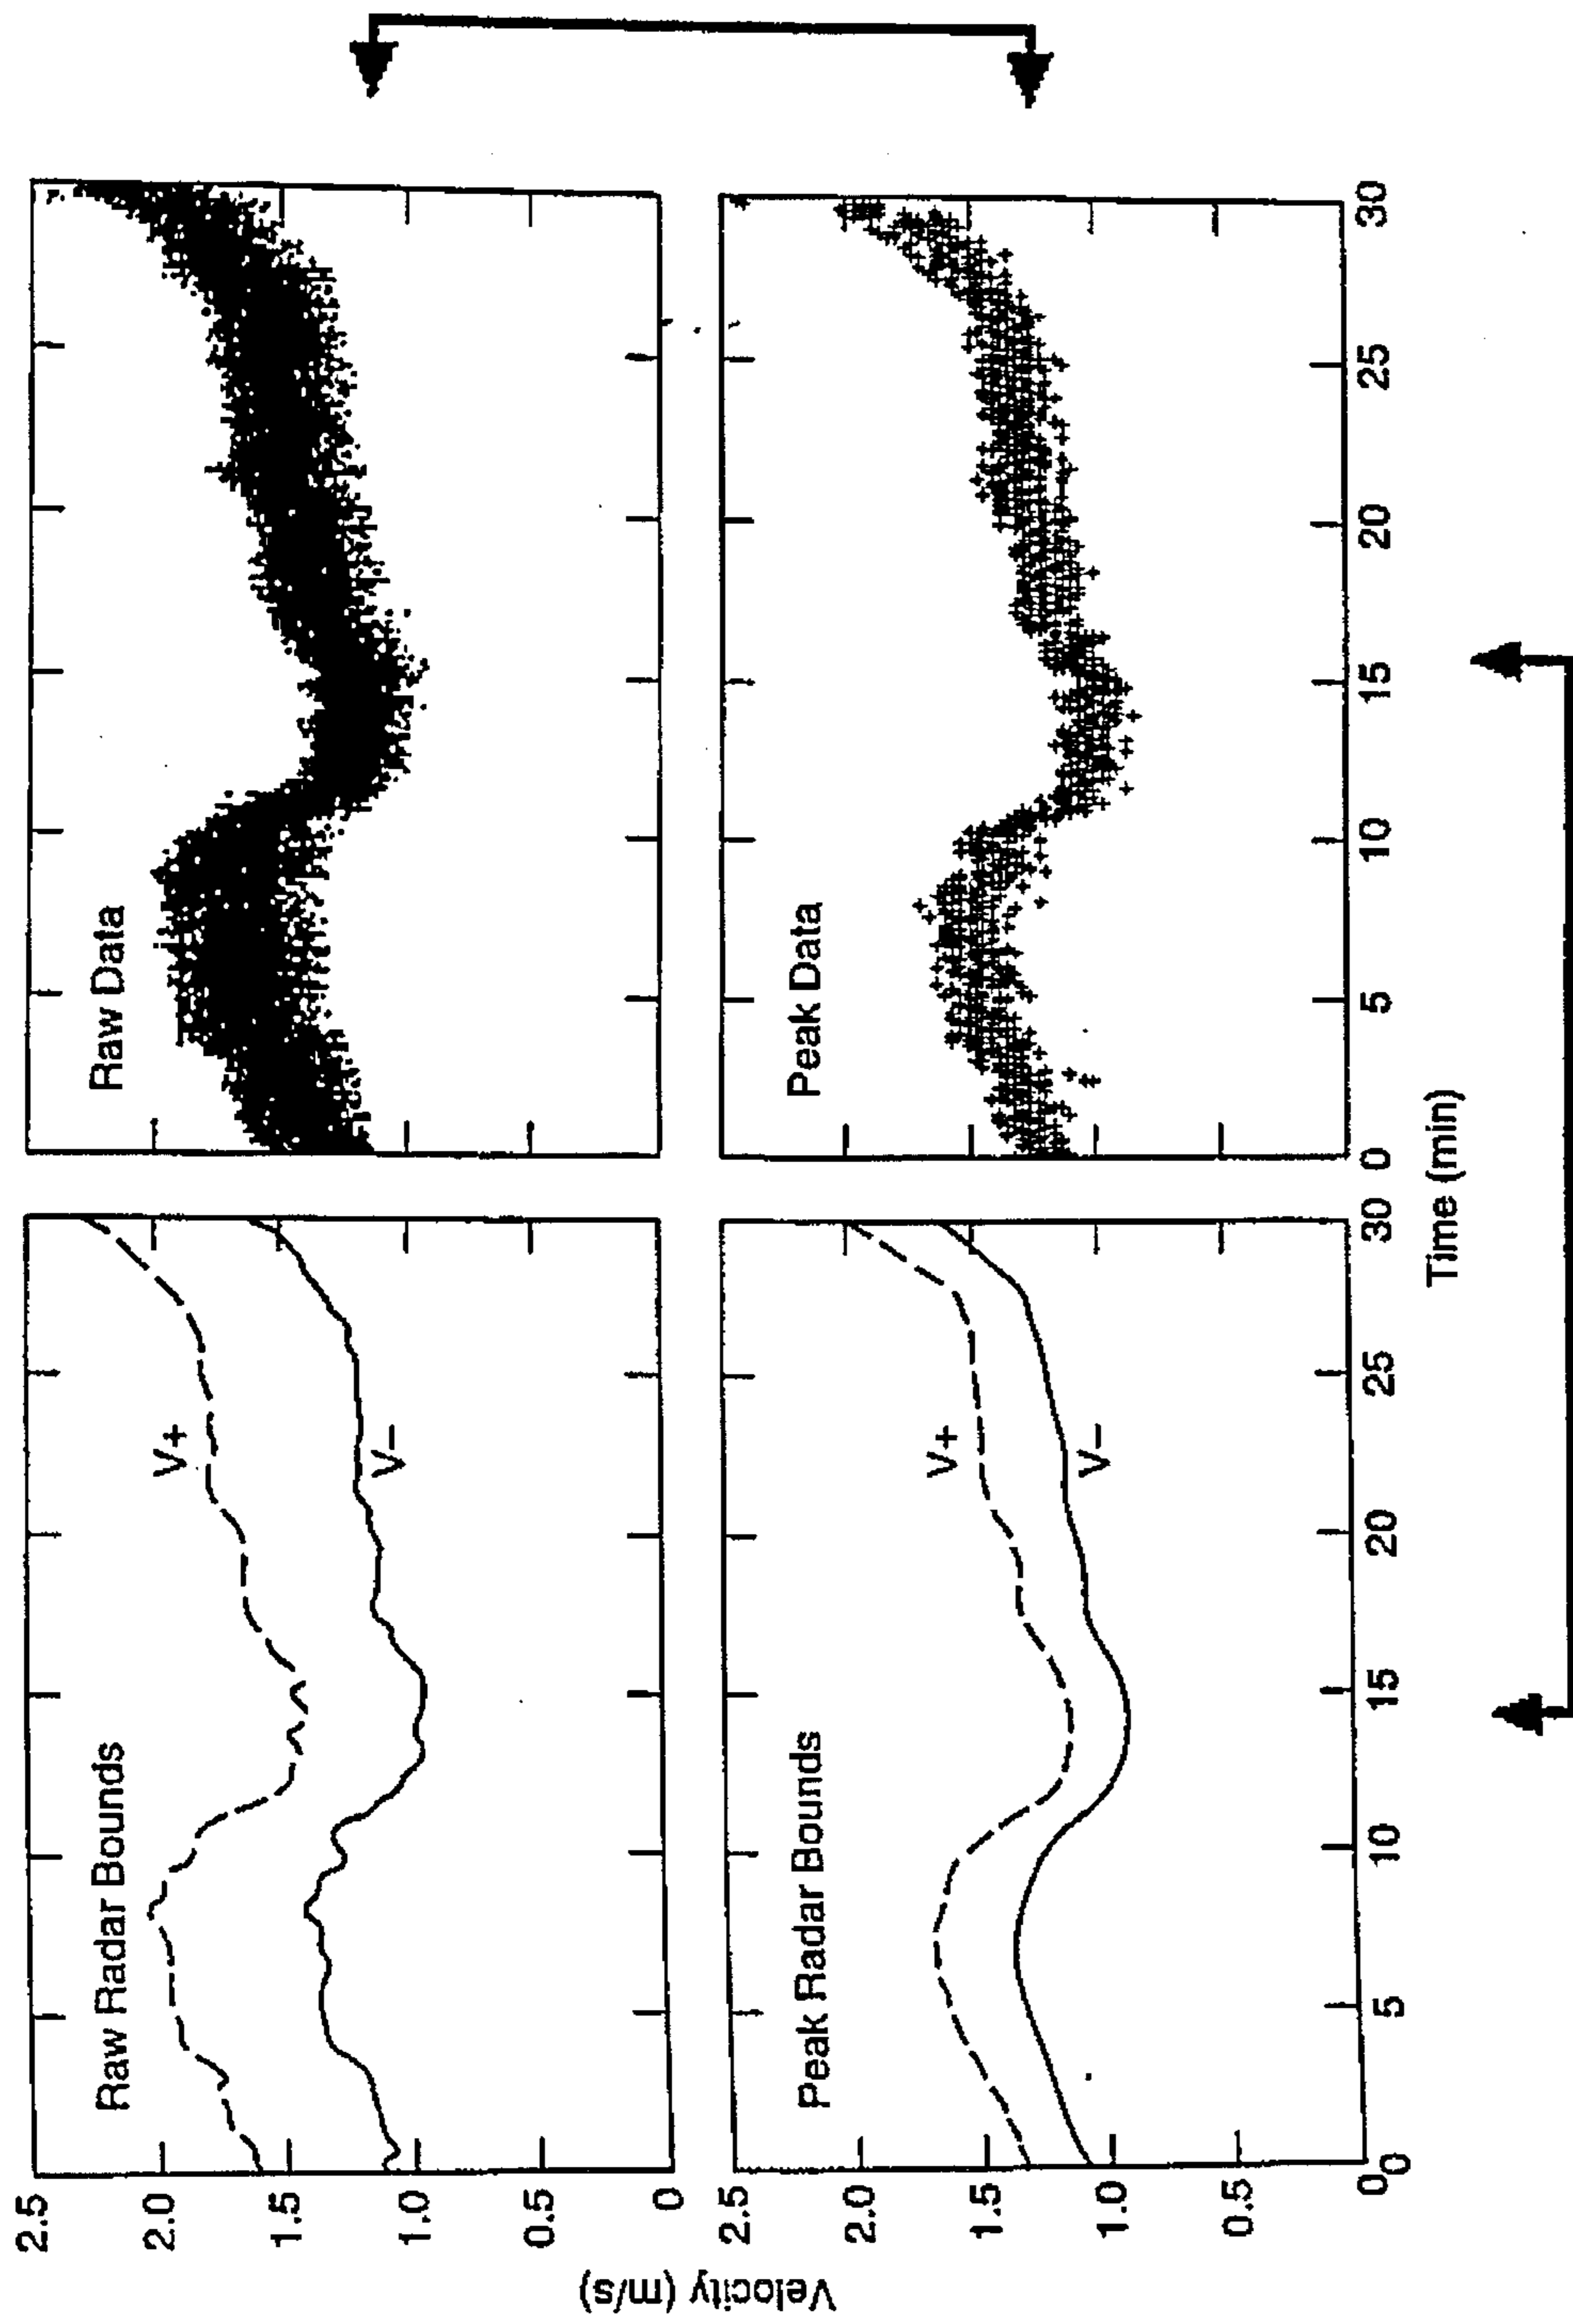 Raw Radar Bounds
Raw Data
V+
V–
2.5
2.0
1.5
1.0
0.5
0
Velocity (m/s)
Peak Radar Bounds
Peak Data
V+
V–
2.5
2.0
1.5
1.0
0.5
0
0 5 10 15 20 25 30
0 5 10 15 20 25 30
Time (min)